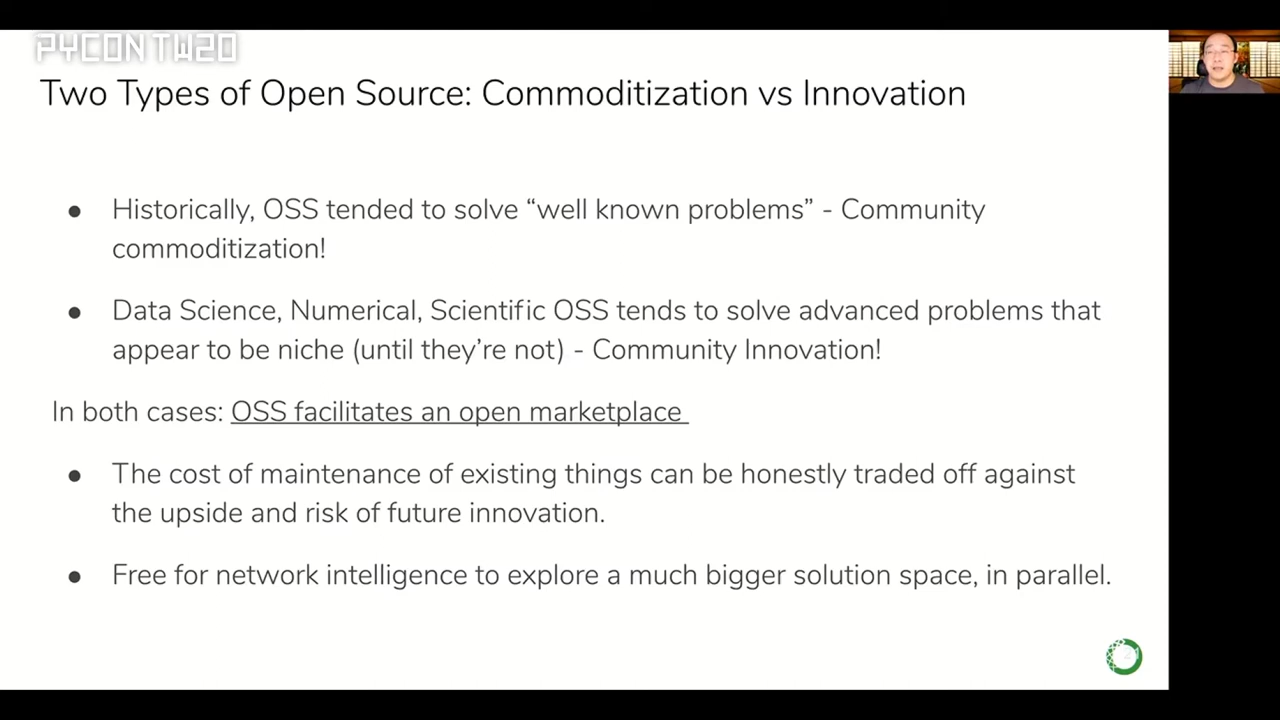 PYCON TW20
Two Types of Open Source: Commoditization vs Innovation
● Historically, OSS tended to solve “well known problems” - Community
commoditization!
● Data Science, Numerical, Scientific OSS tends to solve advanced problems that
appear to be niche (until they’re not) - Community Innovation!
In both cases: OSS facilitates an open marketplace
● The cost of maintenance of existing things can be honestly traded off against
the upside and risk of future innovation.
● Free for network intelligence to explore a much bigger solution space, in parallel.